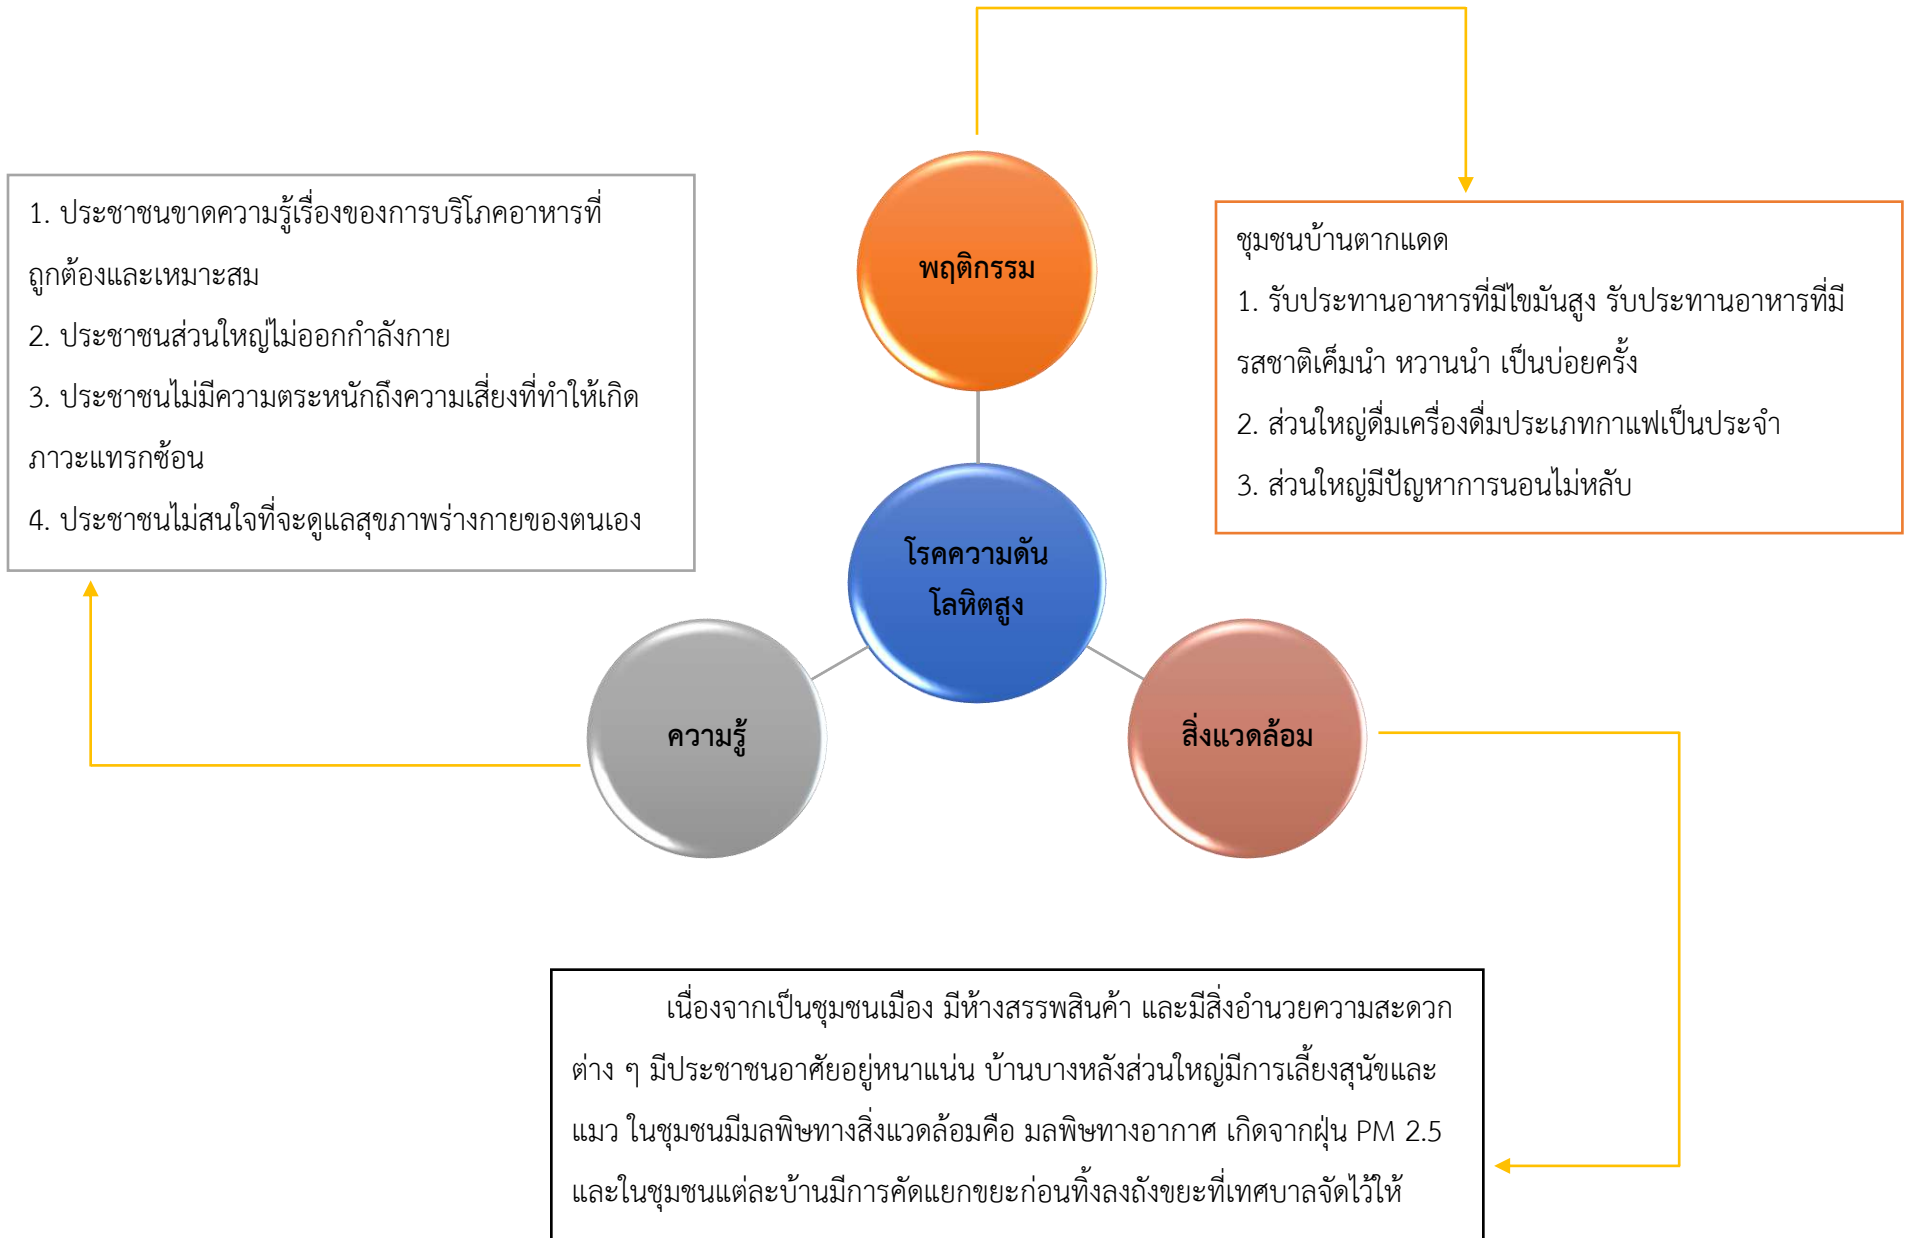 พฤติกรรม
1. ประชาชนขาดความรู้เรื่องของการบริโภคอาหารที่
ถูกต้องและเหมาะสม
2. ประชาชนส่วนใหญ่ไม่ออกกำลังกาย
3. ประชาชนไม่มีความตระหนักถึงความเสี่ยงที่ทำให้เกิด
ภาวะแทรกซ้อน
4. ประชาชนไม่สนใจที่จะดูแลสุขภาพร่างกายของตนเอง
ชุมชนบ้านตากแดด
1. รับประทานอาหารที่มีไขมันสูง รับประทานอาหารที่มี
รสชาติเค็มนำ หวานนำ เป็นบ่อยครั้ง
2. ส่วนใหญ่ดื่มเครื่องดื่มประเภทกาแฟเป็นประจำ
3. ส่วนใหญ่มีปัญหาการนอนไม่หลับ
โรคความดัน
โลหิตสูง
ความรู้
สิ่งแวดล้อม
เนื่องจากเป็นชุมชนเมือง มีห้างสรรพสินค้า และมีสิ่งอำนวยความสะดวก
ต่าง ๆ มีประชาชนอาศัยอยู่หนาแน่น บ้านบางหลังส่วนใหญ่มีการเลี้ยงสุนัขและ
แมว ในชุมชนมีมลพิษทางสิ่งแวดล้อมคือ มลพิษทางอากาศ เกิดจากฝุ่น PM 2.5
และในชุมชนแต่ละบ้านมีการคัดแยกขยะก่อนทิ้งลงถังขยะที่เทศบาลจัดไว้ให้